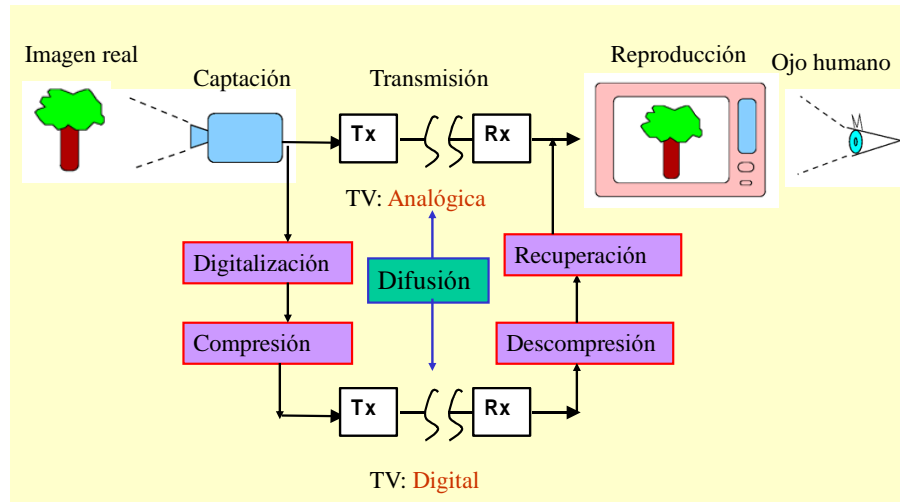 Imagen real
Captación
Transmisión
Reproducción
Ojo humano
Tx
Rx
TV: Analógica
Digitalización
Difusión
Recuperación
Compresión
Descompresión
Tx
Rx
TV: Digital